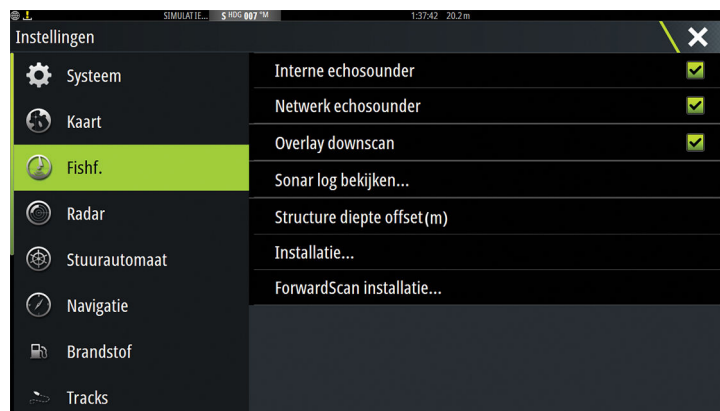 SIMULATIE... S HDG 007 °M 1:37:42 20.2 m
Instellingen
Systeem
Kaart
Fishf.
Radar
Stuurautomaat
Navigatie
Brandstof
Tracks
Interne echosounder
Netwerk echosounder
Overlay downscan
Sonar log bekijken...
Structure diepte offset (m)
Installatie...
ForwardScan installatie...